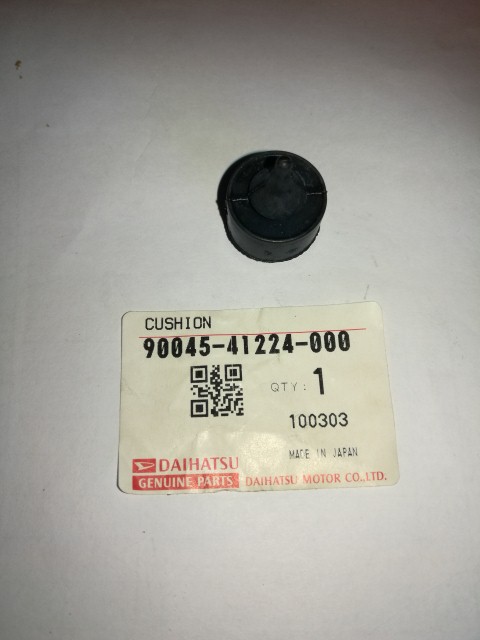 CUSHION
90045-41224-000
QTY: 1
100303
MADE IN JAPAN
DAIHATSU
GENUINE PARTS DAIHATSU MOTOR CO.,LTD.